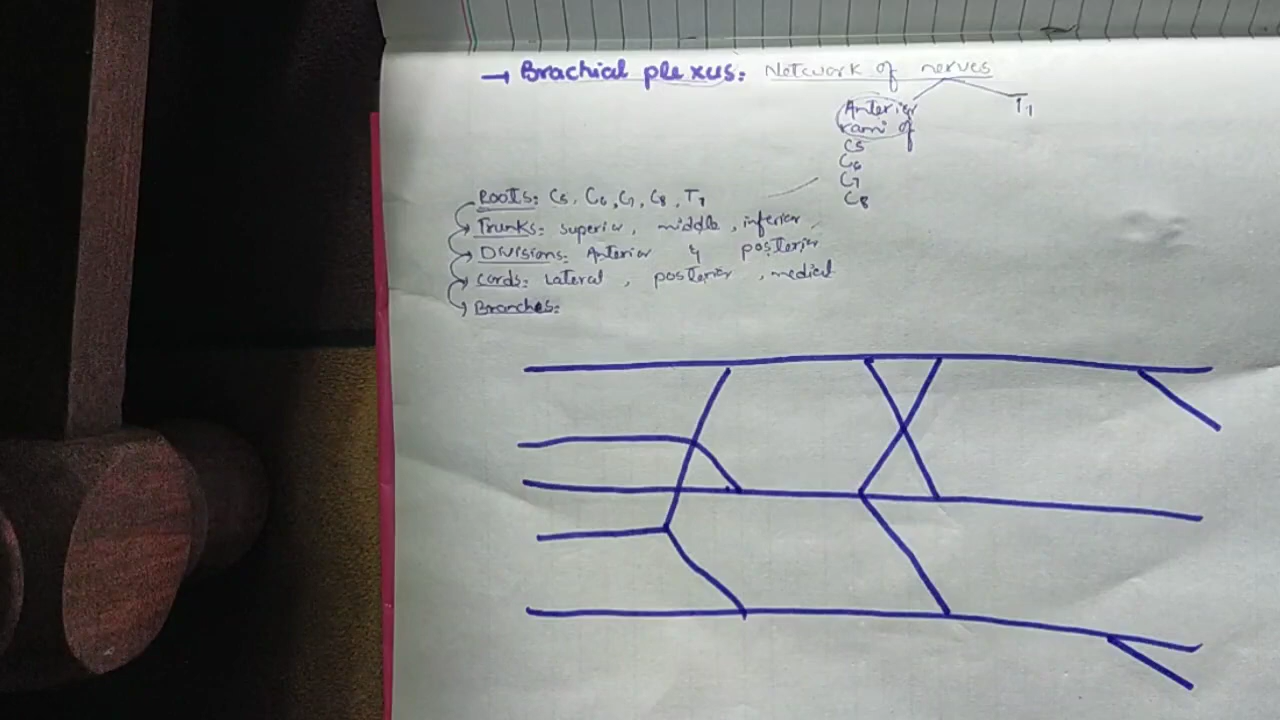 → Brachial plexus: Network of nerves
Anterior T1
rami of
C5
C6
C7
C8
Roots: C5, C6, C7, C8, T1
Trunks: superior, middle, inferior
Divisions: Anterior & posterior
Cords: Lateral, posterior, medial
Branches: